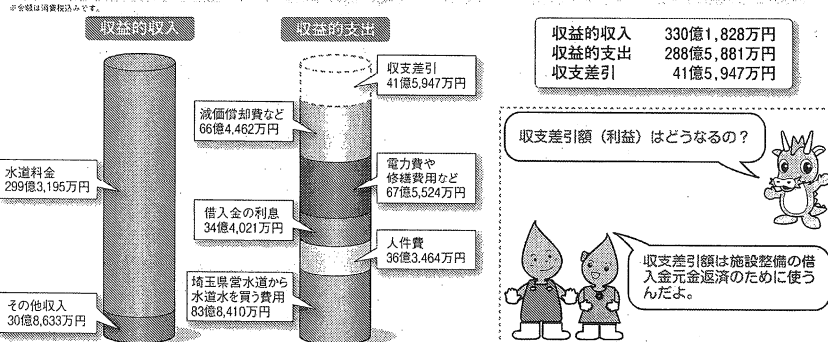 ※金額は消費税込みです。
収益的収入
収益的支出
収益的収入 330億1,828万円
収益的支出 288億5,881万円
収支差引 41億5,947万円
収支差引
41億5,947万円
減価償却費など
66億4,462万円
水道料金
299億3,195万円
電力費や
修繕費用など
67億5,524万円
借入金の利息
34億4,021万円
人件費
36億3,464万円
埼玉県営水道から
水道水を買う費用
83億8,410万円
その他収入
30億8,633万円
収支差引額(利益)はどうなるの?
収支差引額は施設整備の借
入金元金返済のために使う
んだよ。